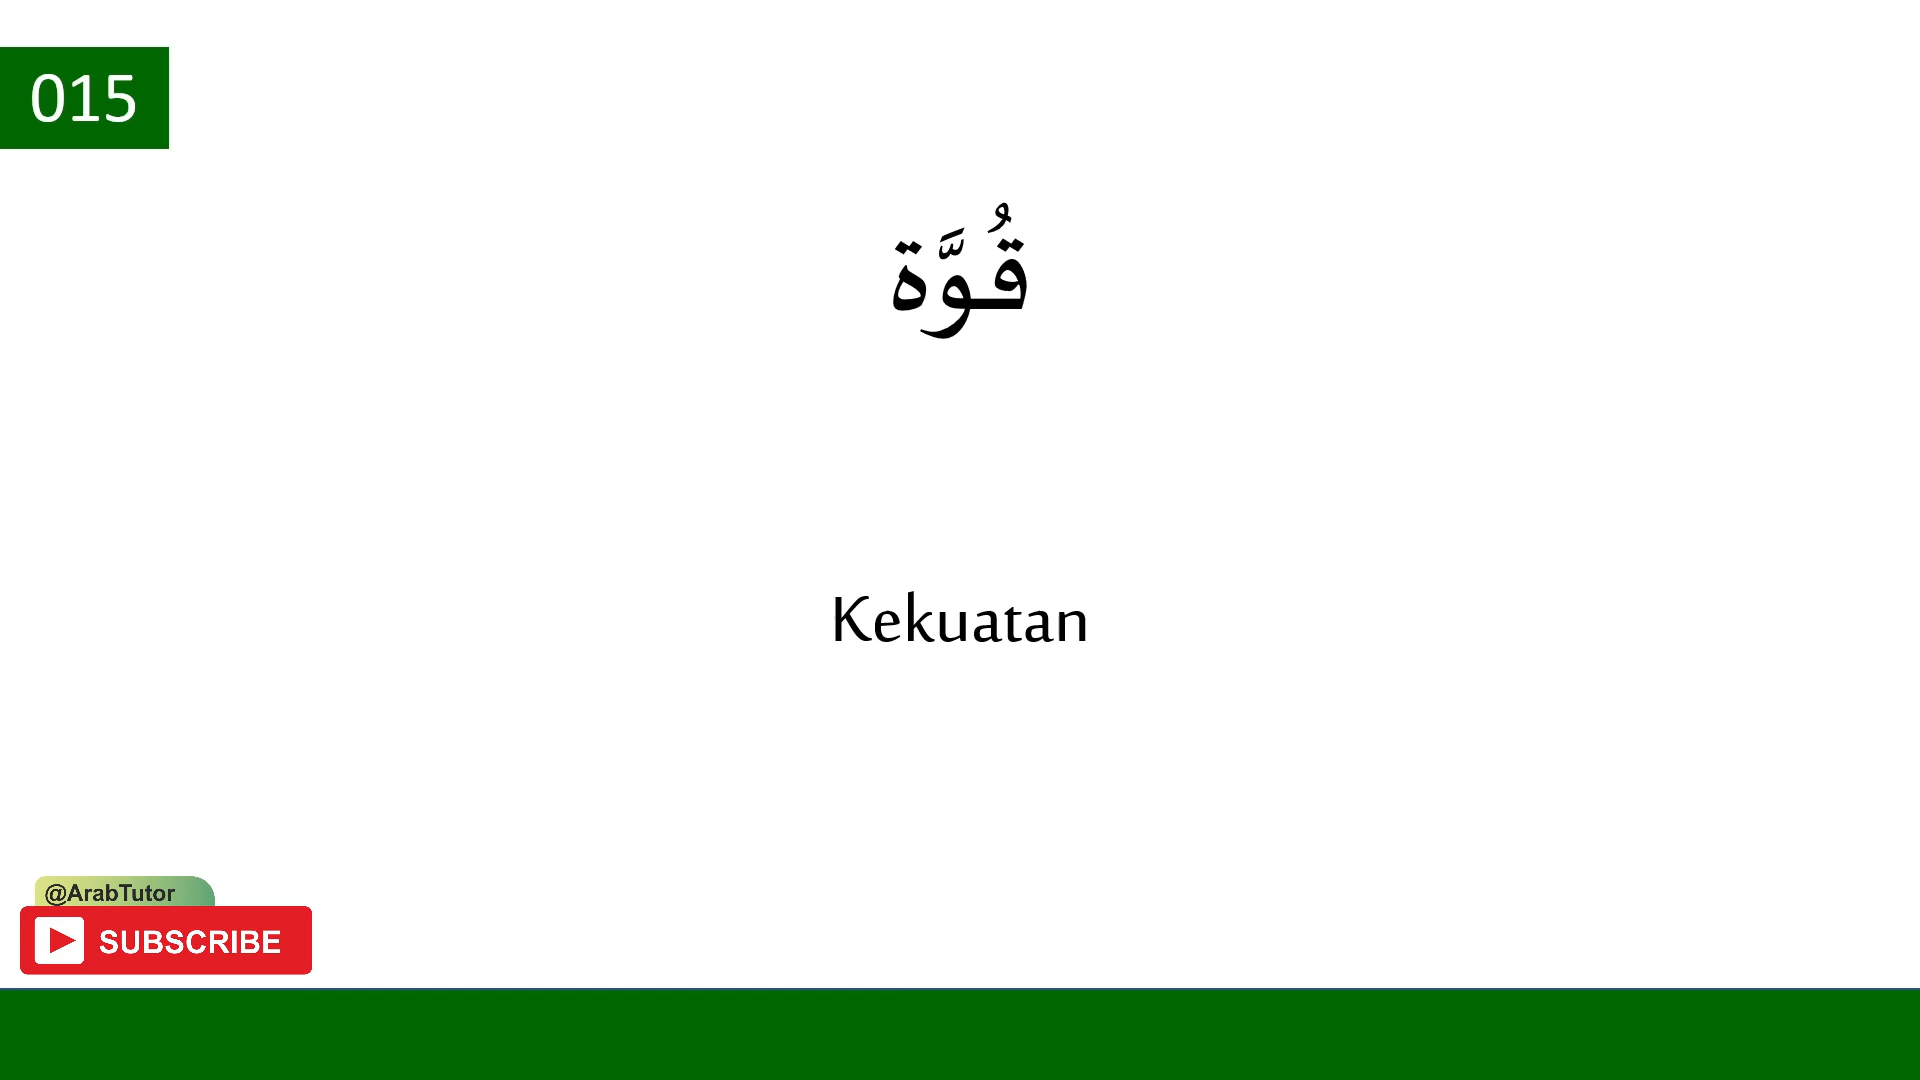 015
قُوَّة
Kekuatan
@ArabTutor
SUBSCRIBE